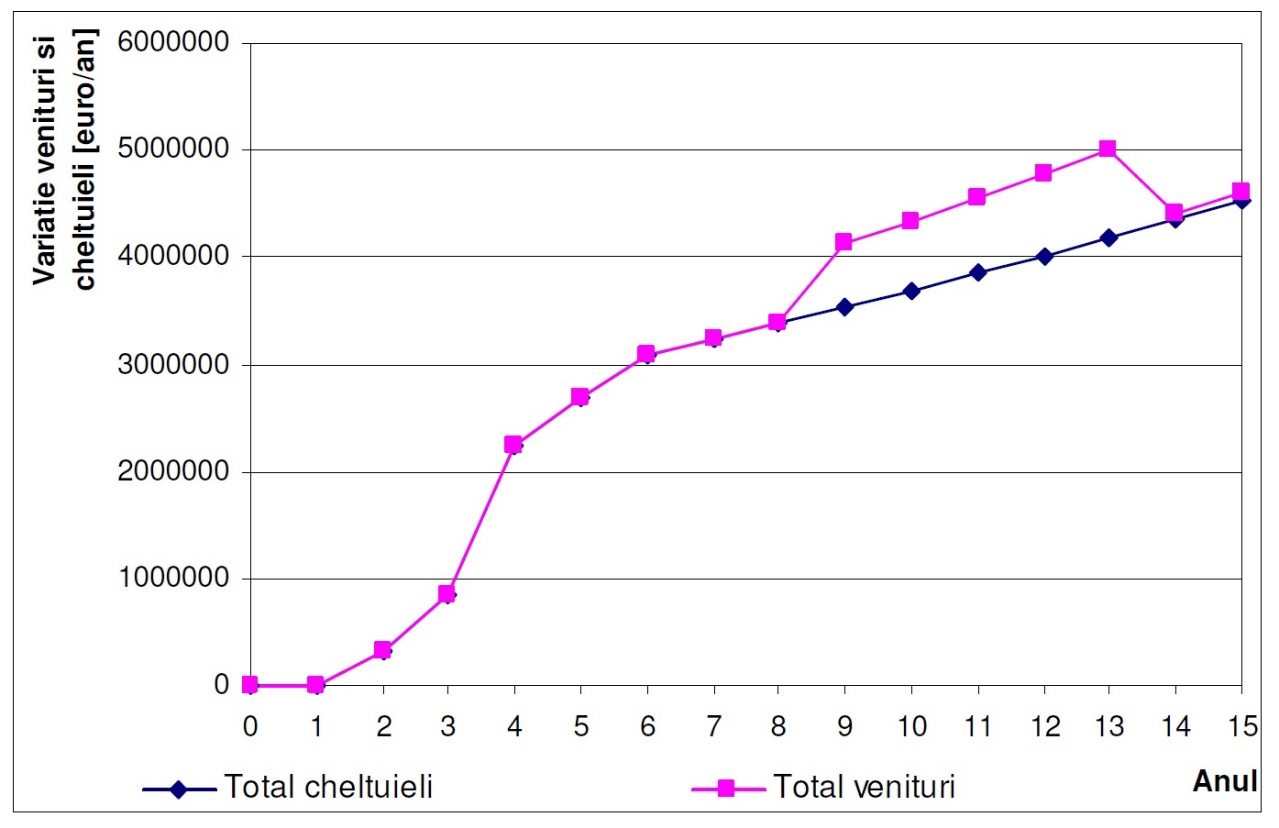 Variatie venituri si
cheltuieli [euro/an]
6000000
5000000
4000000
3000000
2000000
1000000
0
0 1 2 3 4 5 6 7 8 9 10 11 12 13 14 15
Anul
Total cheltuieli Total venituri